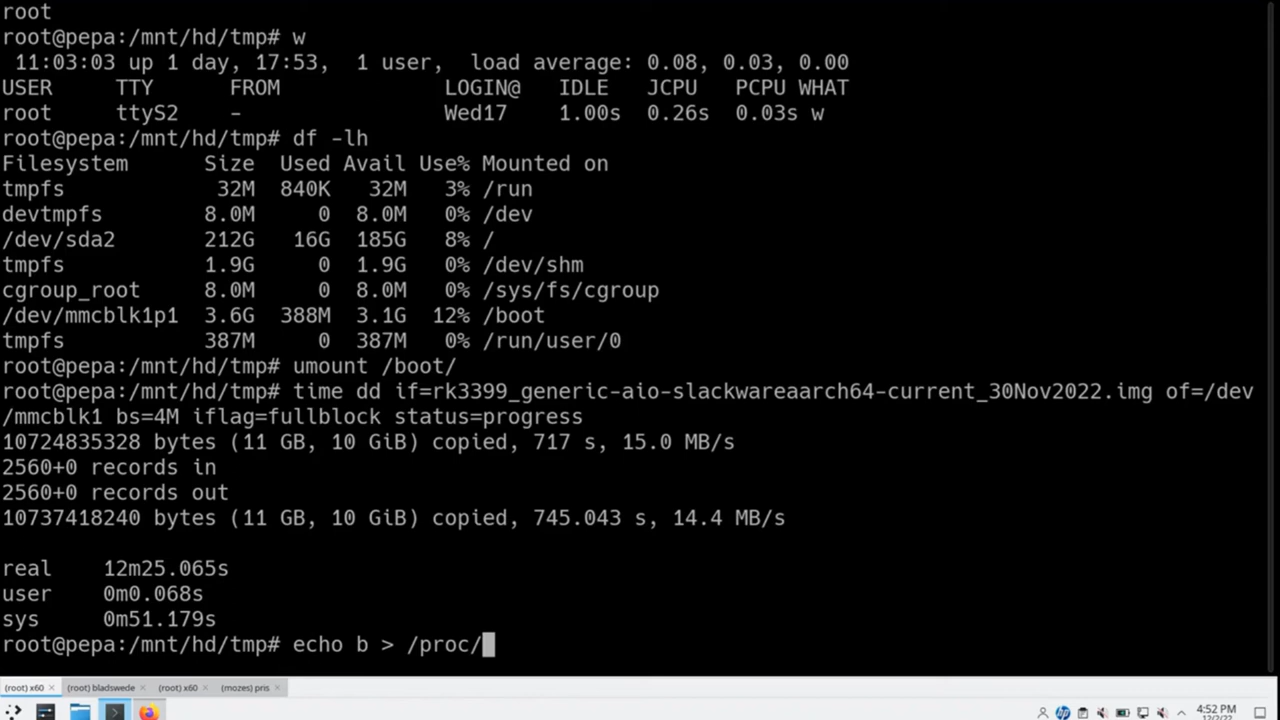 root
root@pepa:/mnt/hd/tmp# w
 11:03:03 up 1 day, 17:53,  1 user,  load average: 0.08, 0.03, 0.00
USER     TTY      FROM             LOGIN@   IDLE   JCPU   PCPU WHAT
root     ttyS2    -                Wed17    1.00s  0.26s  0.03s w
root@pepa:/mnt/hd/tmp# df -lh
Filesystem      Size  Used Avail Use% Mounted on
tmpfs            32M  840K   32M   3% /run
devtmpfs        8.0M     0  8.0M   0% /dev
/dev/sda2       212G   16G  185G   8% /
tmpfs           1.9G     0  1.9G   0% /dev/shm
cgroup_root     8.0M     0  8.0M   0% /sys/fs/cgroup
/dev/mmcblk1p1  3.6G  388M  3.1G  12% /boot
tmpfs           387M     0  387M   0% /run/user/0
root@pepa:/mnt/hd/tmp# umount /boot/
root@pepa:/mnt/hd/tmp# time dd if=rk3399_generic-aio-slackwareaarch64-current_30Nov2022.img of=/dev
/mmcblk1 bs=4M iflag=fullblock status=progress
10724835328 bytes (11 GB, 10 GiB) copied, 717 s, 15.0 MB/s
2560+0 records in
2560+0 records out
10737418240 bytes (11 GB, 10 GiB) copied, 745.043 s, 14.4 MB/s

real    12m25.065s
user    0m0.068s
sys     0m51.179s
root@pepa:/mnt/hd/tmp# echo b > /proc/
(root) x60 (root) bladswede (root) x60 (mozes) pris
4:52 PM
12/2/22